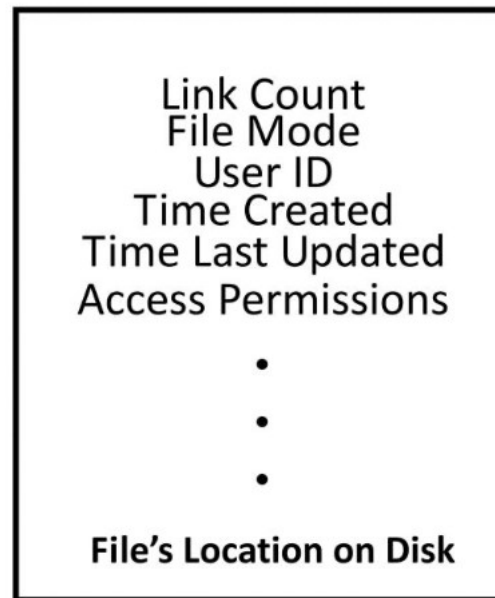 Link Count
File Mode
User ID
Time Created
Time Last Updated
Access Permissions
•
•
•
File's Location on Disk